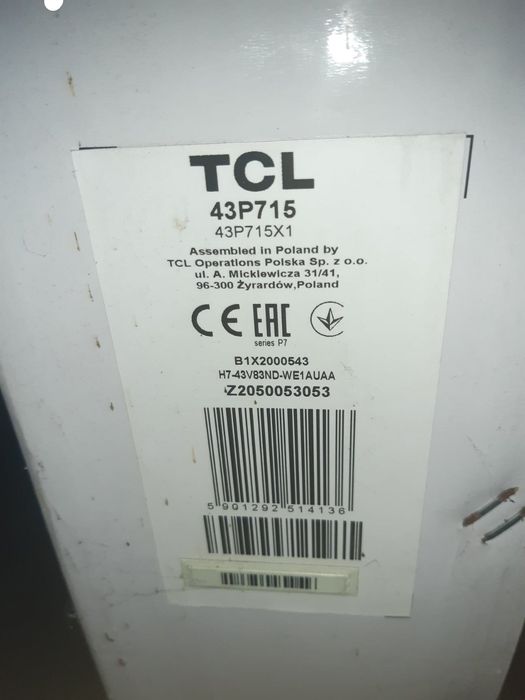 TCL
43P715
43P715X1
Assembled in Poland by
TCL Operations Polska Sp. z o.o.
ul. A. Mickiewicza 31/41,
96-300 Żyrardów,Poland
CE EAC
series P7
B1X2000543
H7-43V83ND-WE1AUAA
Z2050053053
5 901292 514136